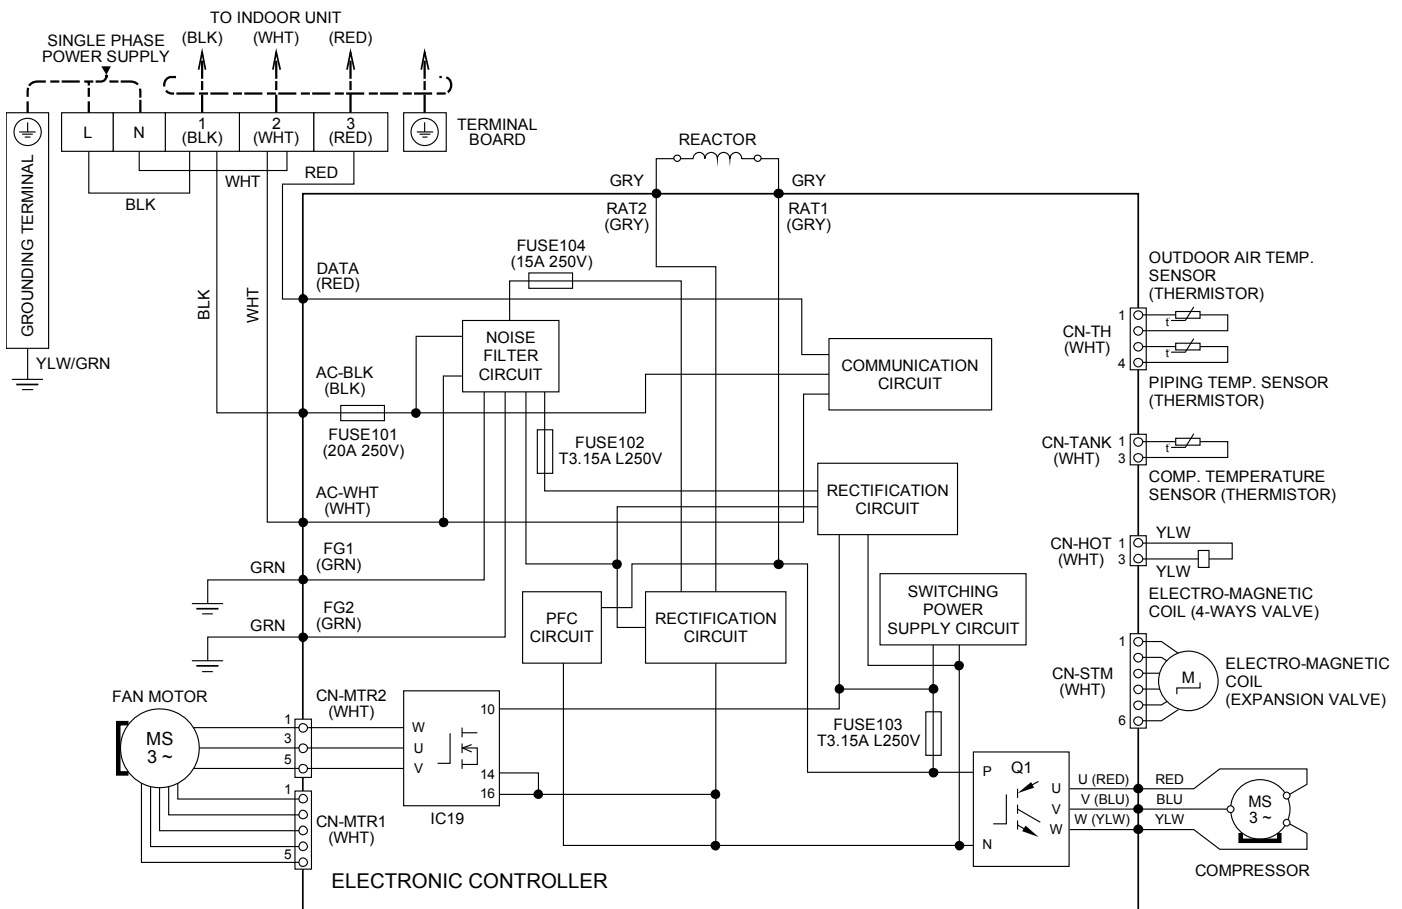 TO INDOOR UNIT
(BLK) (WHT) (RED)
SINGLE PHASE
POWER SUPPLY
L N 1 (BLK) 2 (WHT) 3 (RED)
TERMINAL
BOARD
GROUNDING TERMINAL
YLW/GRN
BLK
WHT
RED
BLK
WHT
REACTOR
GRY
GRY
RAT2
(GRY)
RAT1
(GRY)
FUSE104
(15A 250V)
DATA
(RED)
NOISE
FILTER
CIRCUIT
COMMUNICATION
CIRCUIT
AC-BLK
(BLK)
FUSE101
(20A 250V)
FUSE102
T3.15A L250V
AC-WHT
(WHT)
RECTIFICATION
CIRCUIT
GRN
FG1
(GRN)
GRN
FG2
(GRN)
PFC
CIRCUIT
RECTIFICATION
CIRCUIT
SWITCHING
POWER
SUPPLY CIRCUIT
OUTDOOR AIR TEMP.
SENSOR
(THERMISTOR)
CN-TH
(WHT)
1
4
t
t
PIPING TEMP. SENSOR
(THERMISTOR)
CN-TANK
(WHT)
1
3
t
COMP. TEMPERATURE
SENSOR (THERMISTOR)
CN-HOT
(WHT)
1
3
YLW
YLW
ELECTRO-MAGNETIC
COIL (4-WAYS VALVE)
CN-STM
(WHT)
1
6
M
ELECTRO-MAGNETIC
COIL
(EXPANSION VALVE)
FAN MOTOR
MS
3 ~
CN-MTR2
(WHT)
1
3
5
W
U
V
10
14
16
IC19
CN-MTR1
(WHT)
1
5
FUSE103
T3.15A L250V
P
N
Q1
U
V
W
U (RED)
V (BLU)
W (YLW)
RED
BLU
YLW
MS
3 ~
COMPRESSOR
ELECTRONIC CONTROLLER